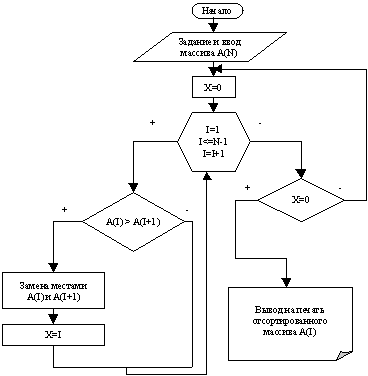 Начало
Задание и ввод
массива A(N)
X=0
+
-
I=1
I<=N-1
I=I+1
+
-
A(I) > A(I+1)
+
-
X=0
Замена местами
A(I) и A(I+1)
X=I
Вывод на печать
отсортированного
массива A(I)